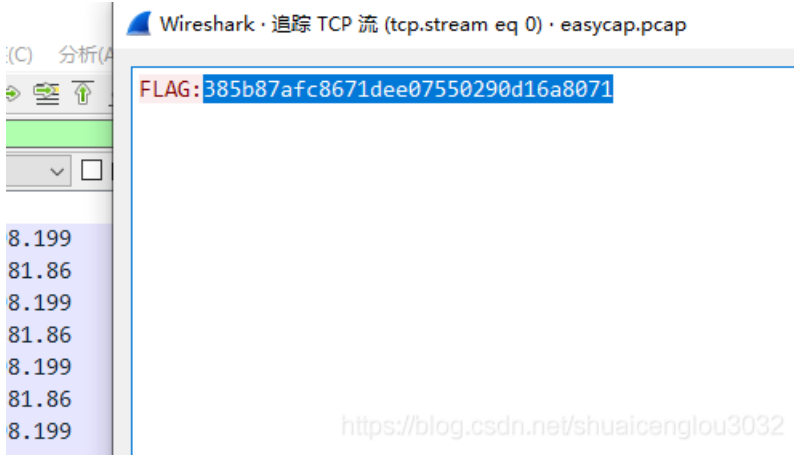 Wireshark · 追踪 TCP 流 (tcp.stream eq 0) · easycap.pcap
(C) 分析(A
FLAG:385b87afc8671dee07550290d16a8071
8.199
81.86
8.199
81.86
8.199
81.86
8.199
https://blog.csdn.net/shuaicenglou3032